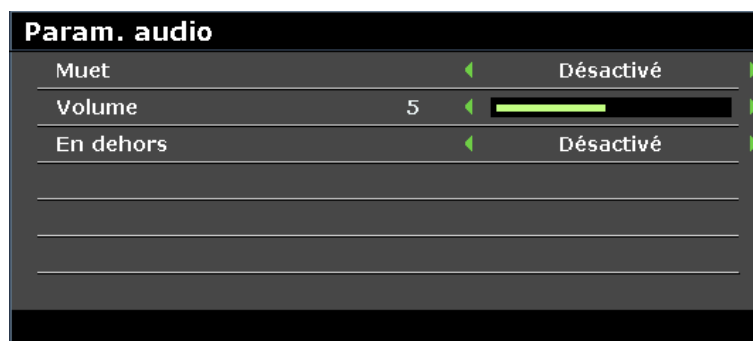 Param. audio
Muet Désactivé
Volume 5
En dehors Désactivé